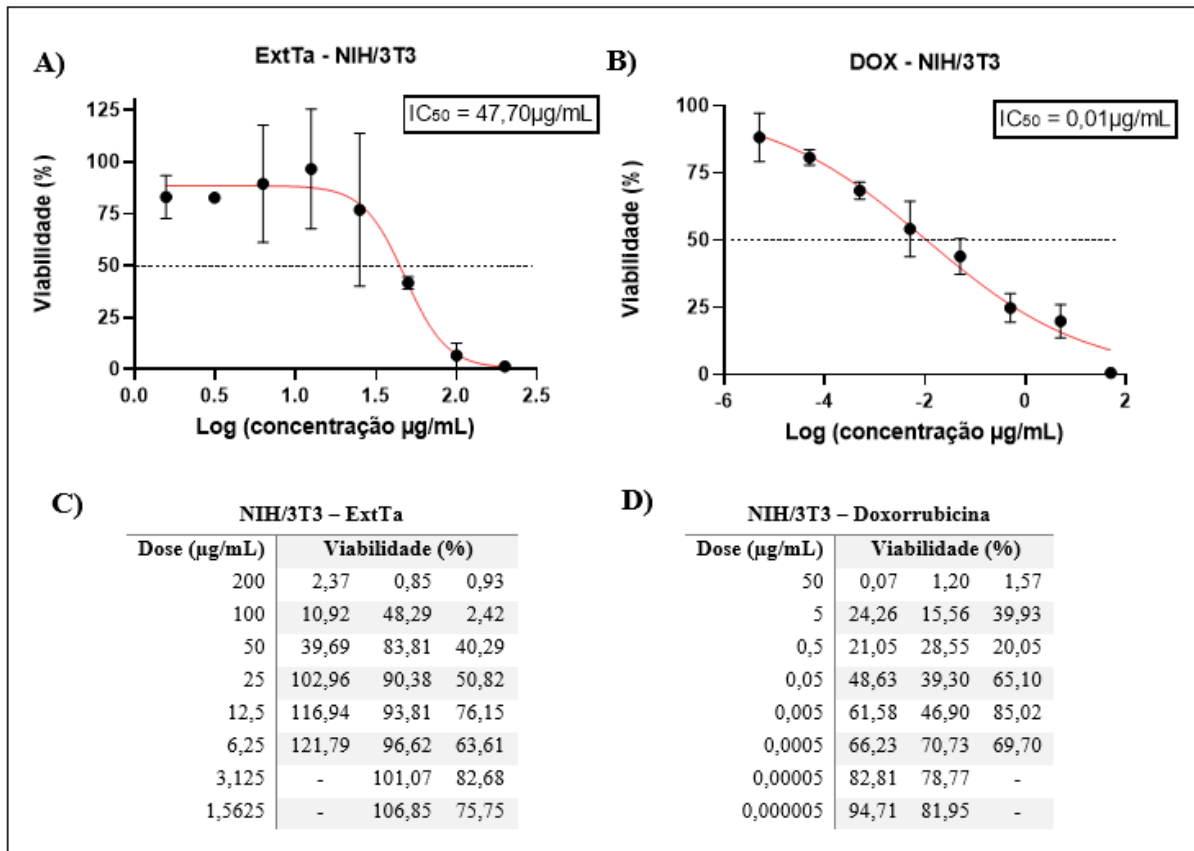 A)
ExtTa - NIH/3T3
IC50 = 47,70µg/mL
Viabilidade (%)
125
100
75
50
25
0
0.0 0.5 1.0 1.5 2.0 2.5
Log (concentração µg/mL)
B)
DOX - NIH/3T3
IC50 = 0,01µg/mL
Viabilidade (%)
100
75
50
25
0
-6 -4 -2 0 2
Log (concentração µg/mL)
C)
NIH/3T3 – ExtTa
Dose (µg/mL) Viabilidade (%)
200 2,37 0,85 0,93
100 10,92 48,29 2,42
50 39,69 83,81 40,29
25 102,96 90,38 50,82
12,5 116,94 93,81 76,15
6,25 121,79 96,62 63,61
3,125 - 101,07 82,68
1,5625 - 106,85 75,75
D)
NIH/3T3 – Doxorrubicina
Dose (µg/mL) Viabilidade (%)
50 0,07 1,20 1,57
5 24,26 15,56 39,93
0,5 21,05 28,55 20,05
0,05 48,63 39,30 65,10
0,005 61,58 46,90 85,02
0,0005 66,23 70,73 69,70
0,00005 82,81 78,77 -
0,000005 94,71 81,95 -